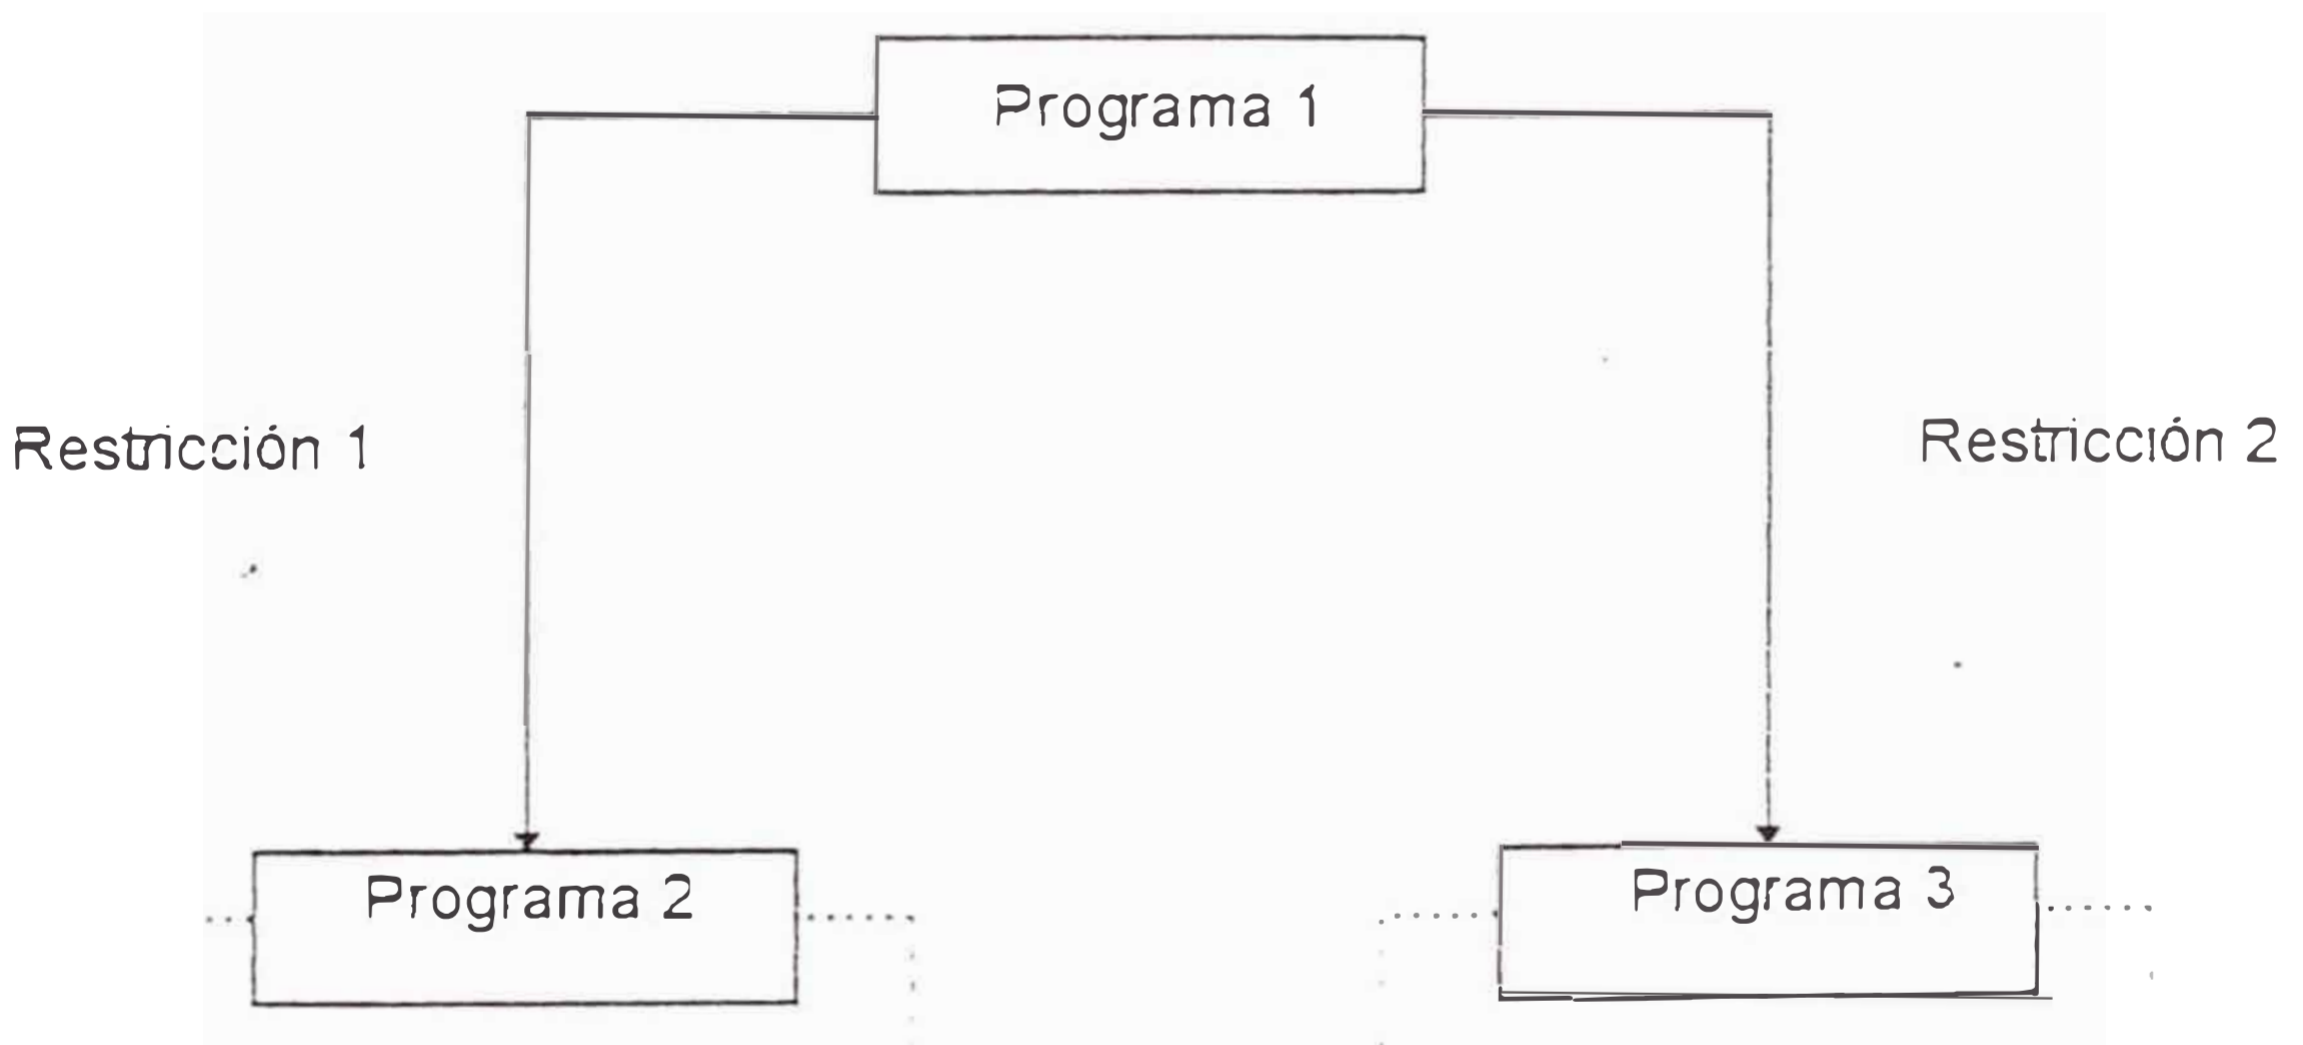 Programa 1
Restricción 1
Restricción 2
Programa 2
Programa 3